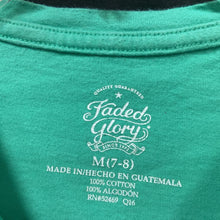 QUALITY GUARANTEED
Faded
Glory
SINCE 1972
M (7-8)
MADE IN/HECHO EN GUATEMALA
100% COTTON
100% ALGODÓN
RN#52469 Q16